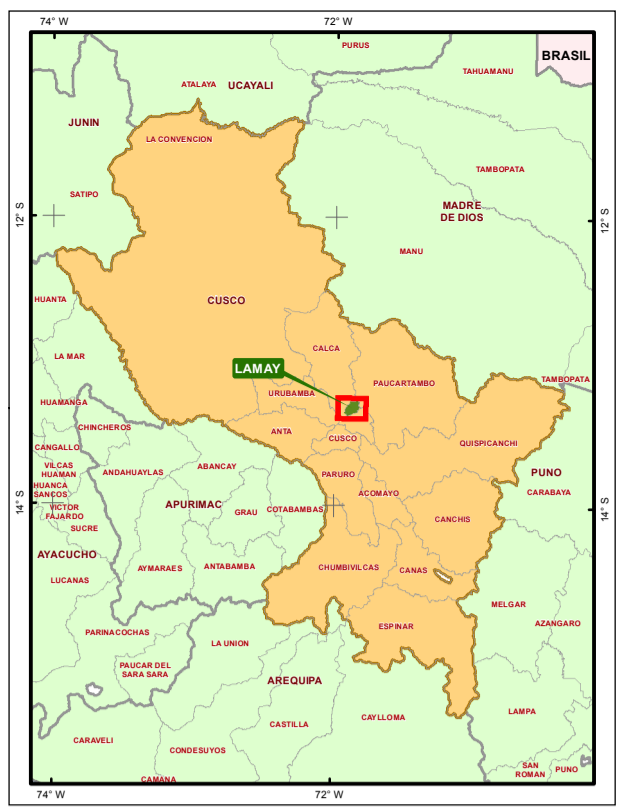 74° W
72° W
PURUS
BRASIL
TAHUAMANU
ATALAYA
UCAYALI
JUNIN
LA CONVENCION
TAMBOPATA
SATIPO
MADRE
DE DIOS
12° S
12° S
MANU
HUANTA
CUSCO
CALCA
LA MAR
LAMAY
PAUCARTAMBO
TAMBOPATA
URUBAMBA
HUAMANGA
CHINCHEROS
ANTA
CUSCO
QUISPICANCHI
CANGALLO
VILCAS
HUAMAN
ANDAHUAYLAS
ABANCAY
PARURO
PUNO
HUANCA
SANCOS
ACOMAYO
CARABAYA
14° S
14° S
VICTOR
FAJARDO
APURIMAC
GRAU
COTABAMBAS
CANCHIS
SUCRE
AYACUCHO
LUCANAS
AYMARAES
ANTABAMBA
CHUMBIVILCAS
CANAS
MELGAR
AZANGARO
PARINACOCHAS
ESPINAR
LA UNION
PAUCAR DEL
SARA SARA
AREQUIPA
CAYLLOMA
LAMPA
CASTILLA
CARAVELI
CONDESUYOS
SAN
ROMAN
PUNO
CAMANA
74° W
72° W